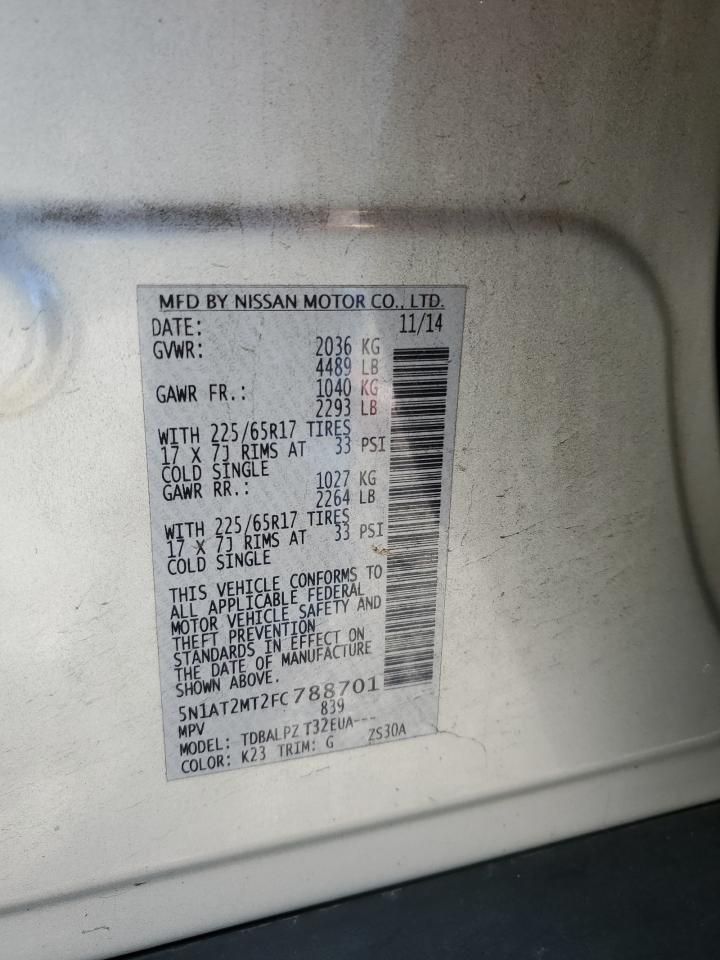 MFD BY NISSAN MOTOR CO., LTD.
DATE: 11/14
GVWR: 2036 KG
4489 LB
GAWR FR.: 1040 KG
2293 LB
WITH 225/65R17 TIRES
17 X 7J RIMS AT 33 PSI
COLD SINGLE
GAWR RR.: 1027 KG
2264 LB
WITH 225/65R17 TIRES
17 X 7J RIMS AT 33 PSI
COLD SINGLE
THIS VEHICLE CONFORMS TO
ALL APPLICABLE FEDERAL
MOTOR VEHICLE SAFETY AND
THEFT PREVENTION
STANDARDS IN EFFECT ON
THE DATE OF MANUFACTURE
SHOWN ABOVE.
5N1AT2MT2FC788701
MPV 839
MODEL: TDBALPZ T32EUA---
COLOR: K23 TRIM: G ZS30A